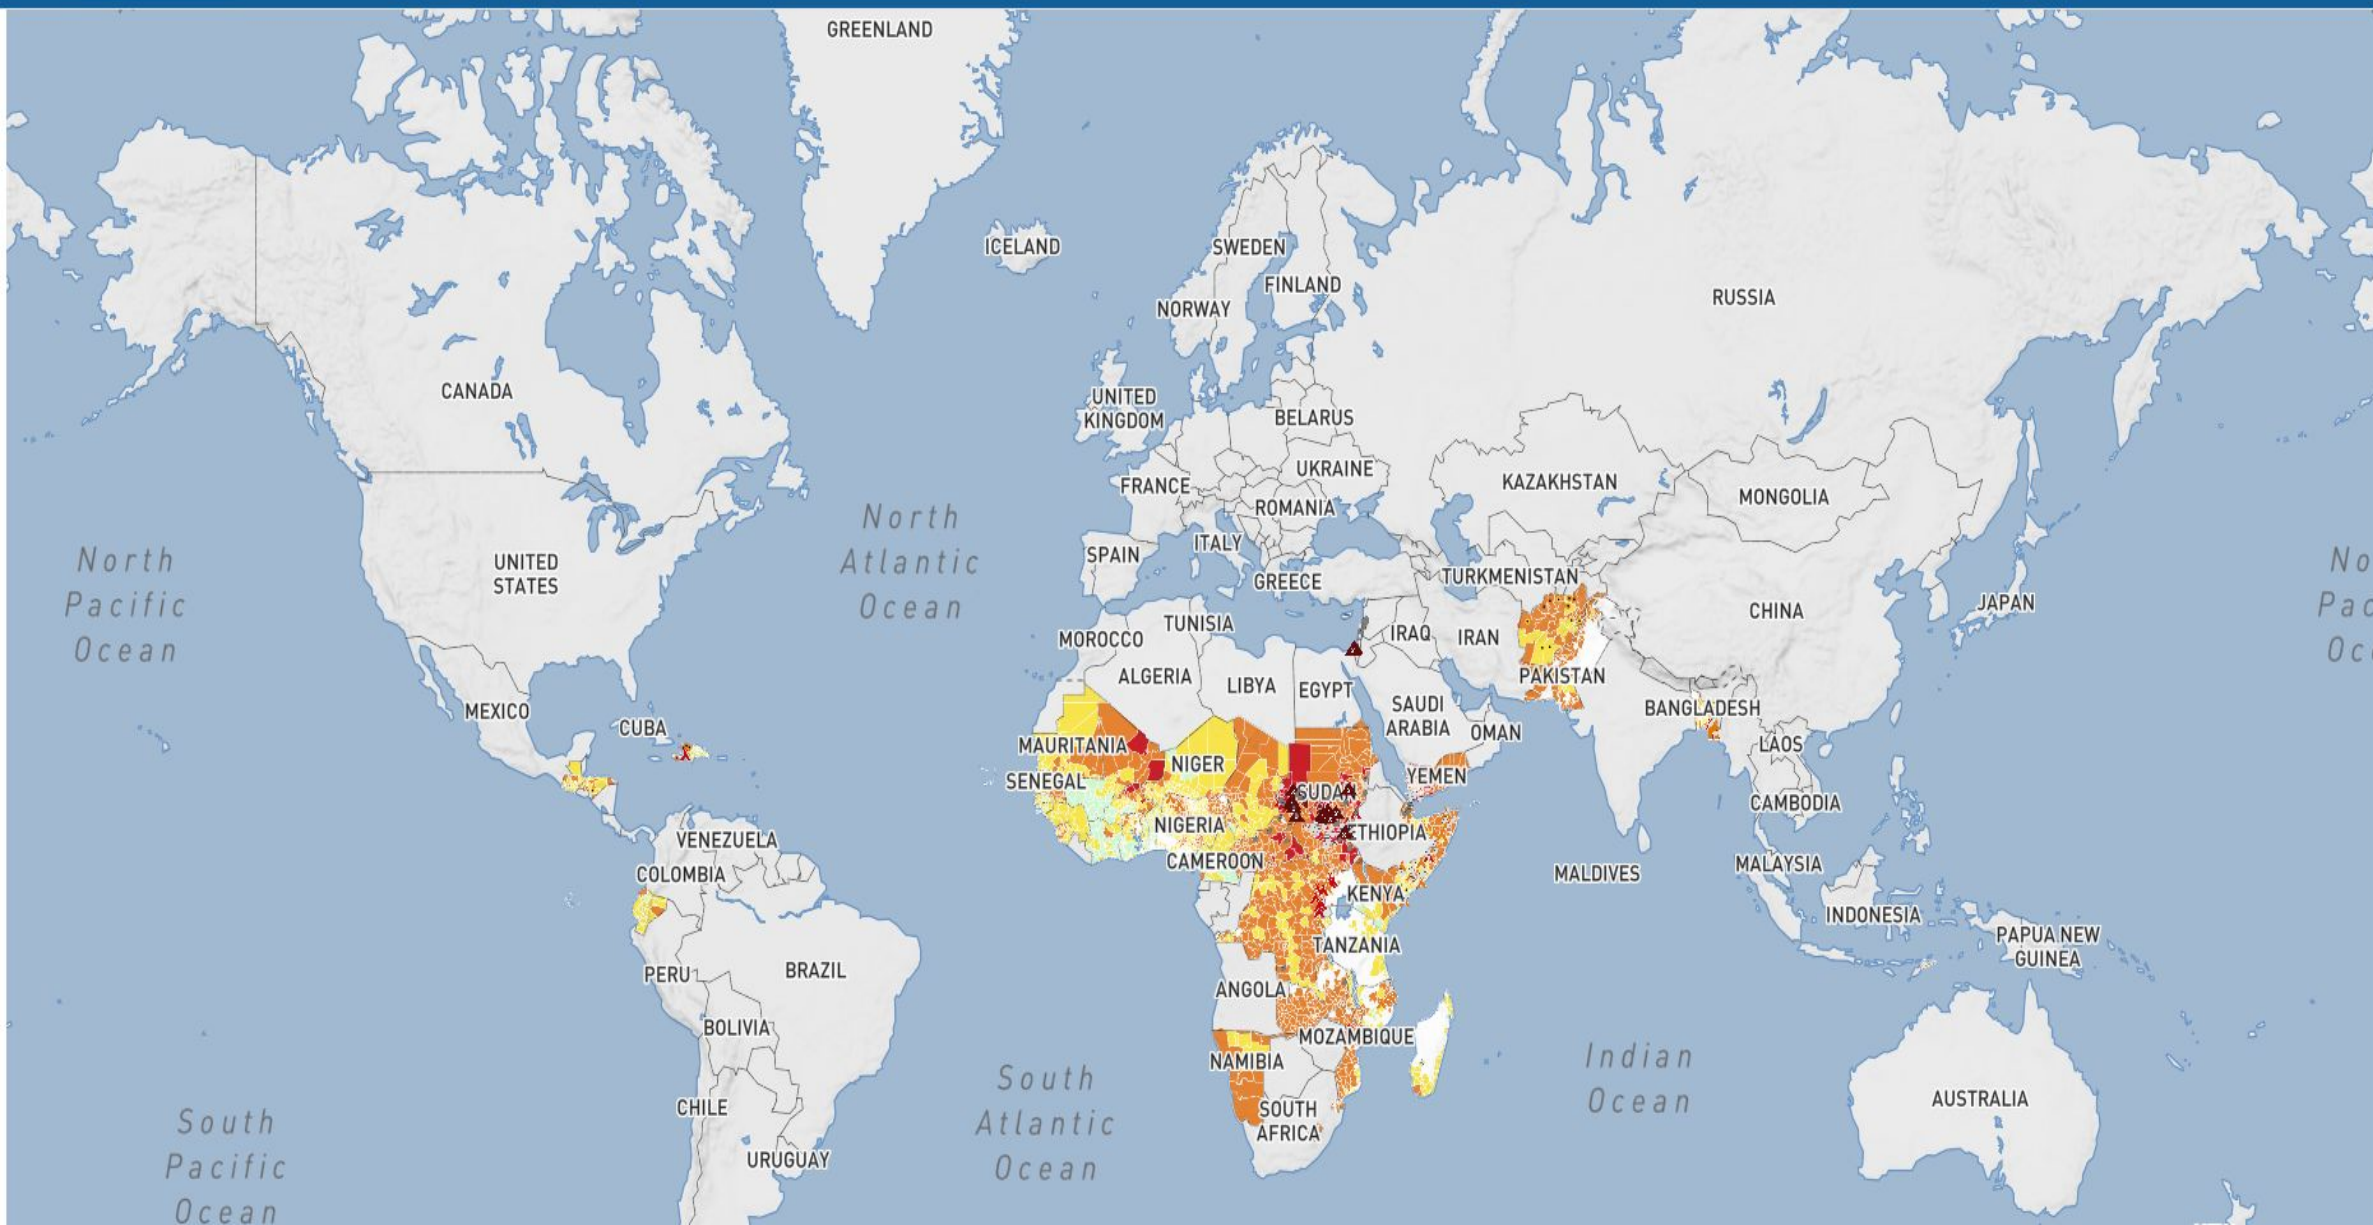 GREENLAND
ICELAND
SWEDEN
FINLAND
NORWAY
RUSSIA
CANADA
UNITED
KINGDOM
BELARUS
UKRAINE
FRANCE
KAZAKHSTAN
MONGOLIA
ROMANIA
North
Atlantic
Ocean
ITALY
SPAIN
GREECE
TURKMENISTAN
North
Pacific
Ocean
UNITED
STATES
CHINA
JAPAN
No
Pac
Oc
TUNISIA
MOROCCO
IRAQ
IRAN
ALGERIA
LIBYA
EGYPT
PAKISTAN
SAUDI
ARABIA
OMAN
BANGLADESH
MEXICO
CUBA
MAURITANIA
NIGER
LAOS
SENEGAL
SUDAN
YEMEN
CAMBODIA
NIGERIA
ETHIOPIA
VENEZUELA
CAMEROON
COLOMBIA
MALDIVES
MALAYSIA
KENYA
INDONESIA
TANZANIA
PAPUA NEW
GUINEA
PERU
BRAZIL
ANGOLA
BOLIVIA
MOZAMBIQUE
NAMIBIA
Indian
Ocean
South
Atlantic
Ocean
CHILE
SOUTH
AFRICA
AUSTRALIA
South
Pacific
Ocean
URUGUAY